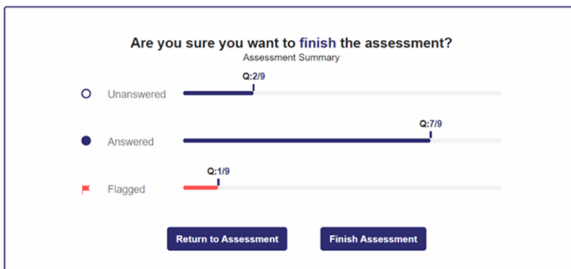 Are you sure you want to finish the assessment?
Assessment Summary
Q:2/9
Unanswered
Q:7/9
Answered
Q:1/9
Flagged
Return to Assessment
Finish Assessment